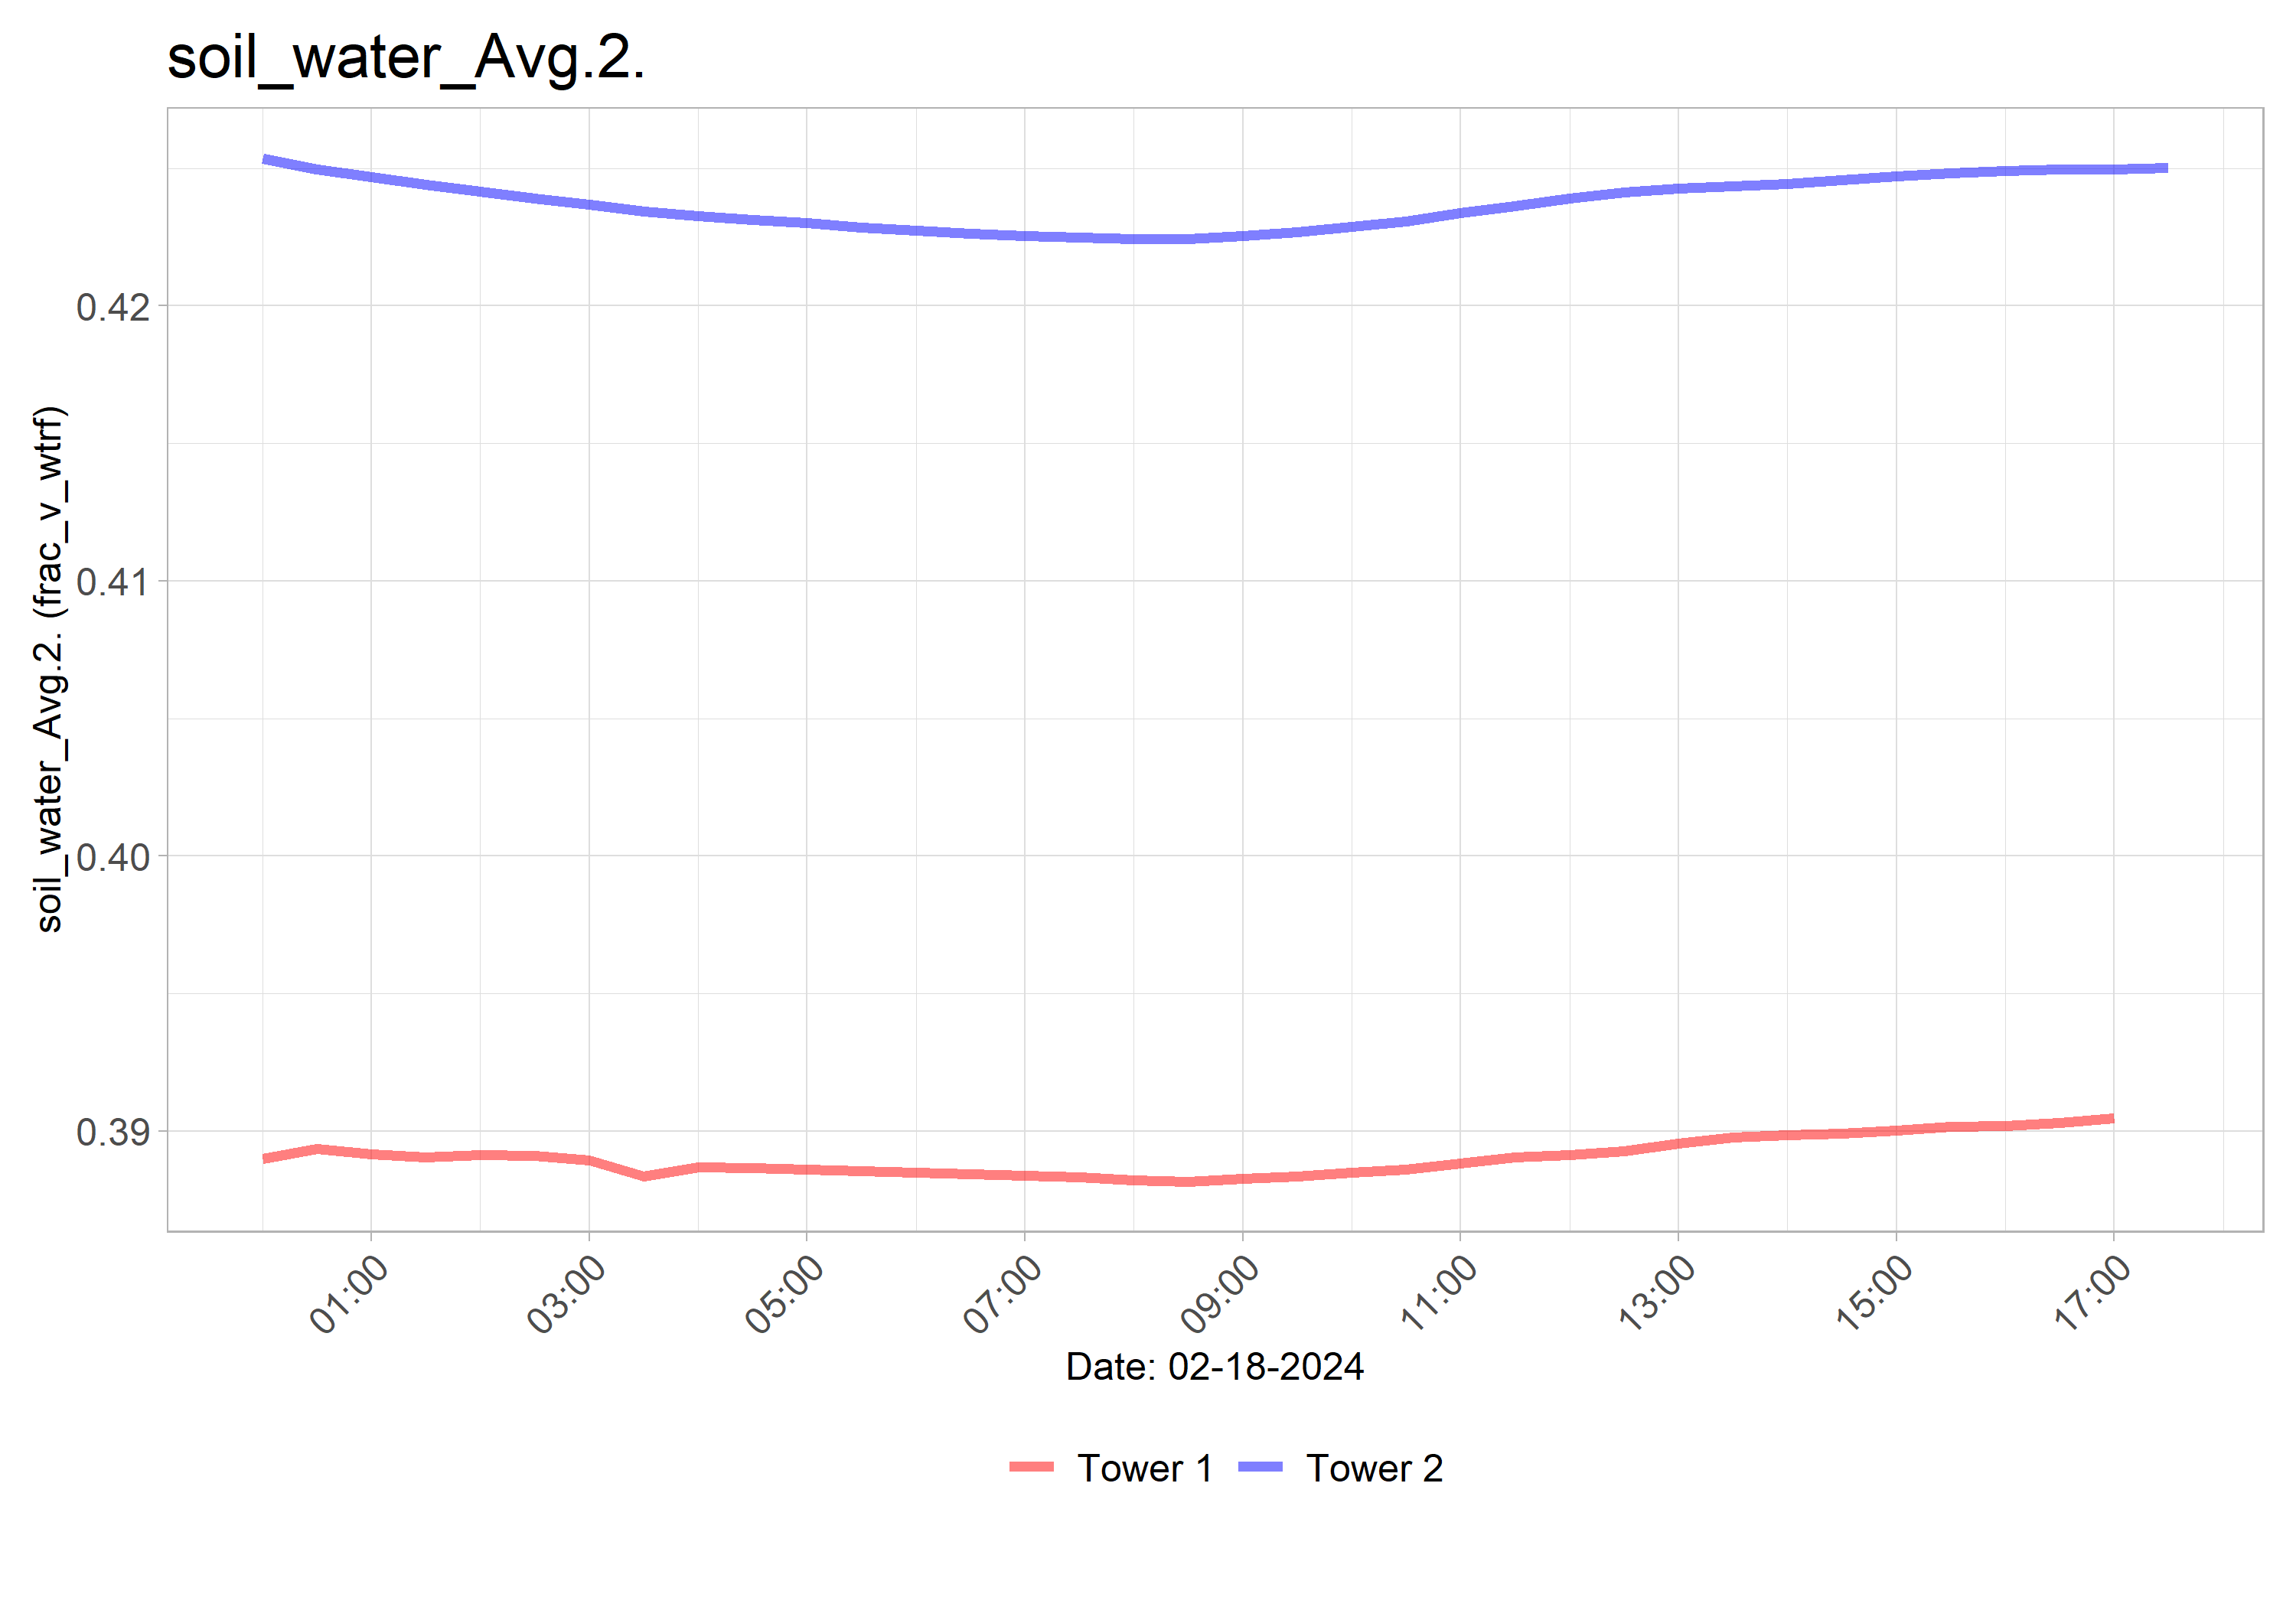 soil_water_Avg.2.
soil_water_Avg.2. (frac_v_wtrf)
0.42
0.41
0.40
0.39
01:00
03:00
05:00
07:00
09:00
11:00
13:00
15:00
17:00
Date: 02-18-2024
Tower 1
Tower 2